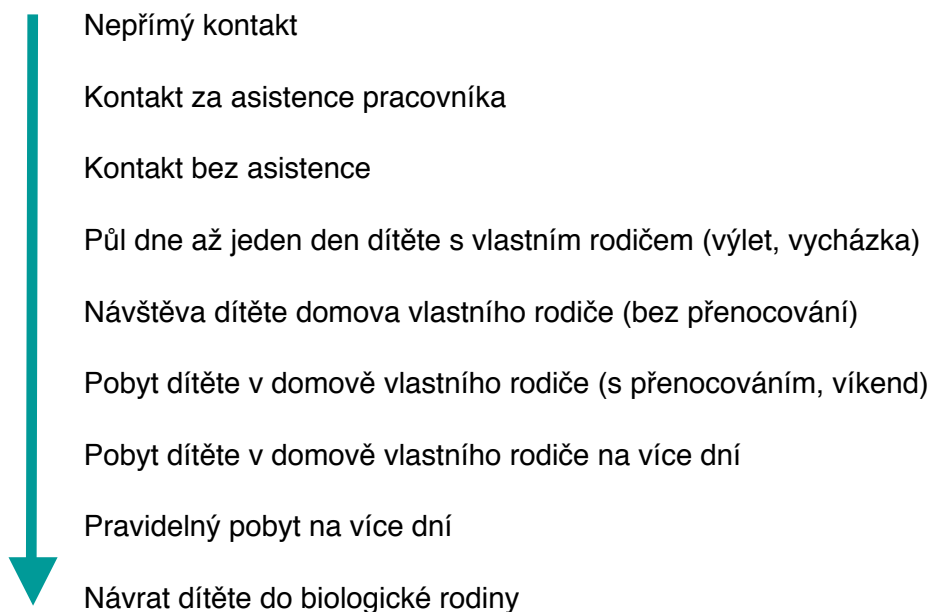 Nepřímý kontakt
Kontakt za asistence pracovníka
Kontakt bez asistence
Půl dne až jeden den dítěte s vlastním rodičem (výlet, vycházka)
Návštěva dítěte domova vlastního rodiče (bez přenocování)
Pobyt dítěte v domově vlastního rodiče (s přenocováním, víkend)
Pobyt dítěte v domově vlastního rodiče na více dní
Pravidelný pobyt na více dní
Návrat dítěte do biologické rodiny